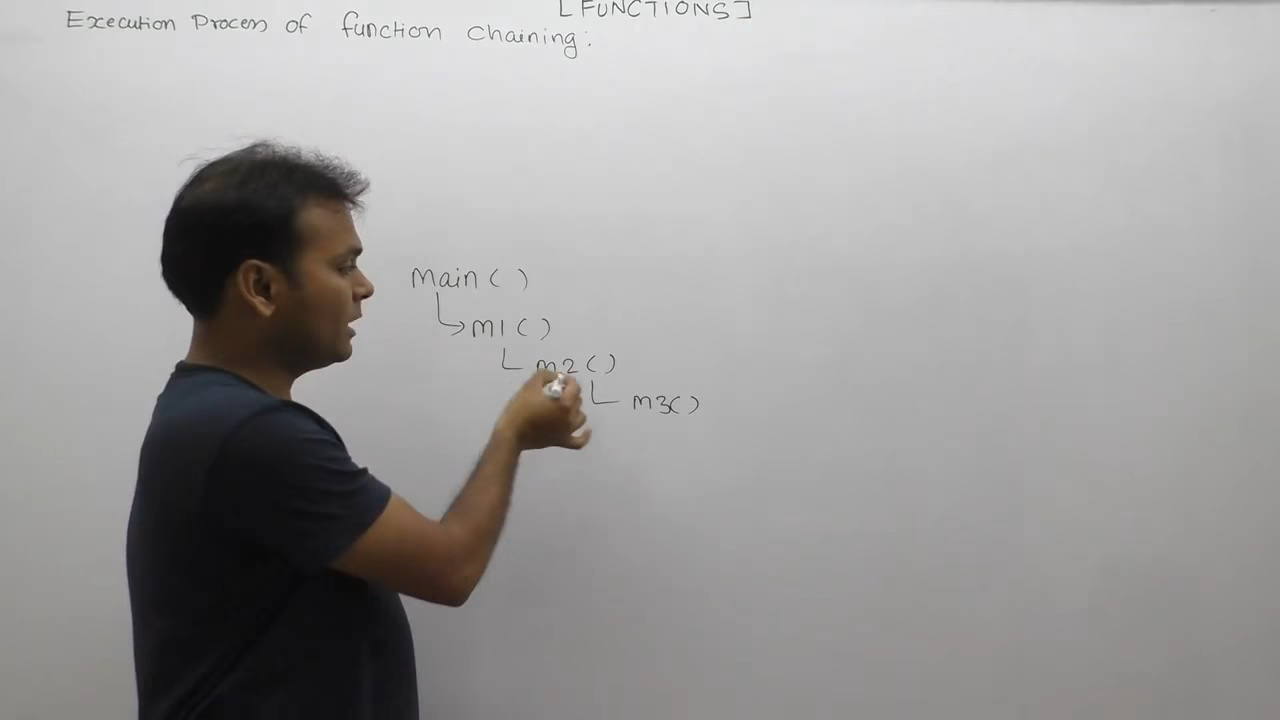 [FUNCTIONS]
Execution Process of function chaining:
Main ( )
m1 ( )
m2 ( )
m3( )